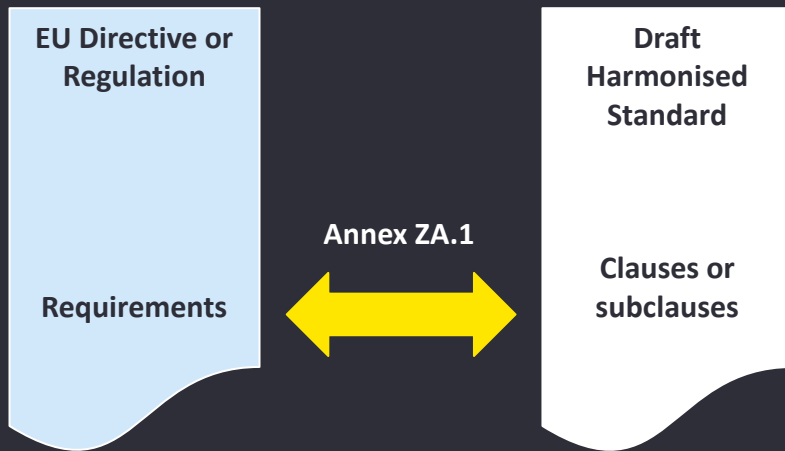 EU Directive or
Regulation
Draft
Harmonised
Standard
Annex ZA.1
Requirements
Clauses or
subclauses